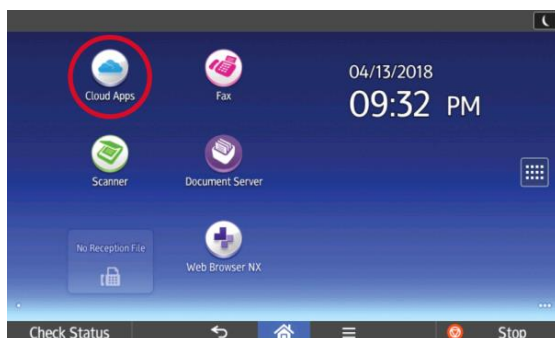 Cloud Apps
Fax
04/13/2018
09:32 PM
Scanner
Document Server
No Reception File
Web Browser NX
Check Status
Stop